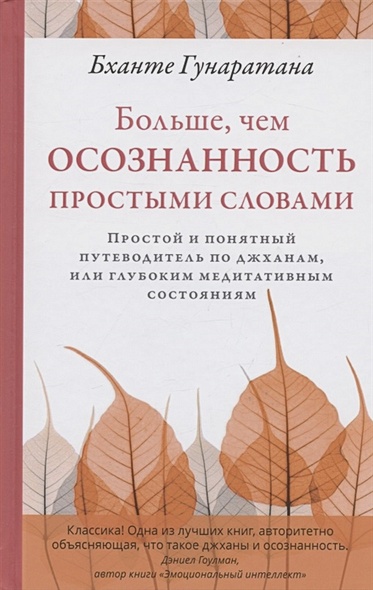 Бханте Гунаратана
Больше, чем
ОСОЗНАННОСТЬ
ПРОСТЫМИ СЛОВАМИ
Простой и понятный
путеводитель по джханам,
или глубоким медитативным
состояниям
Классика! Одна из лучших книг, авторитетно
объясняющая, что такое джханы и осознанность.
Дэниел Гоулман,
автор книги «Эмоциональный интеллект»